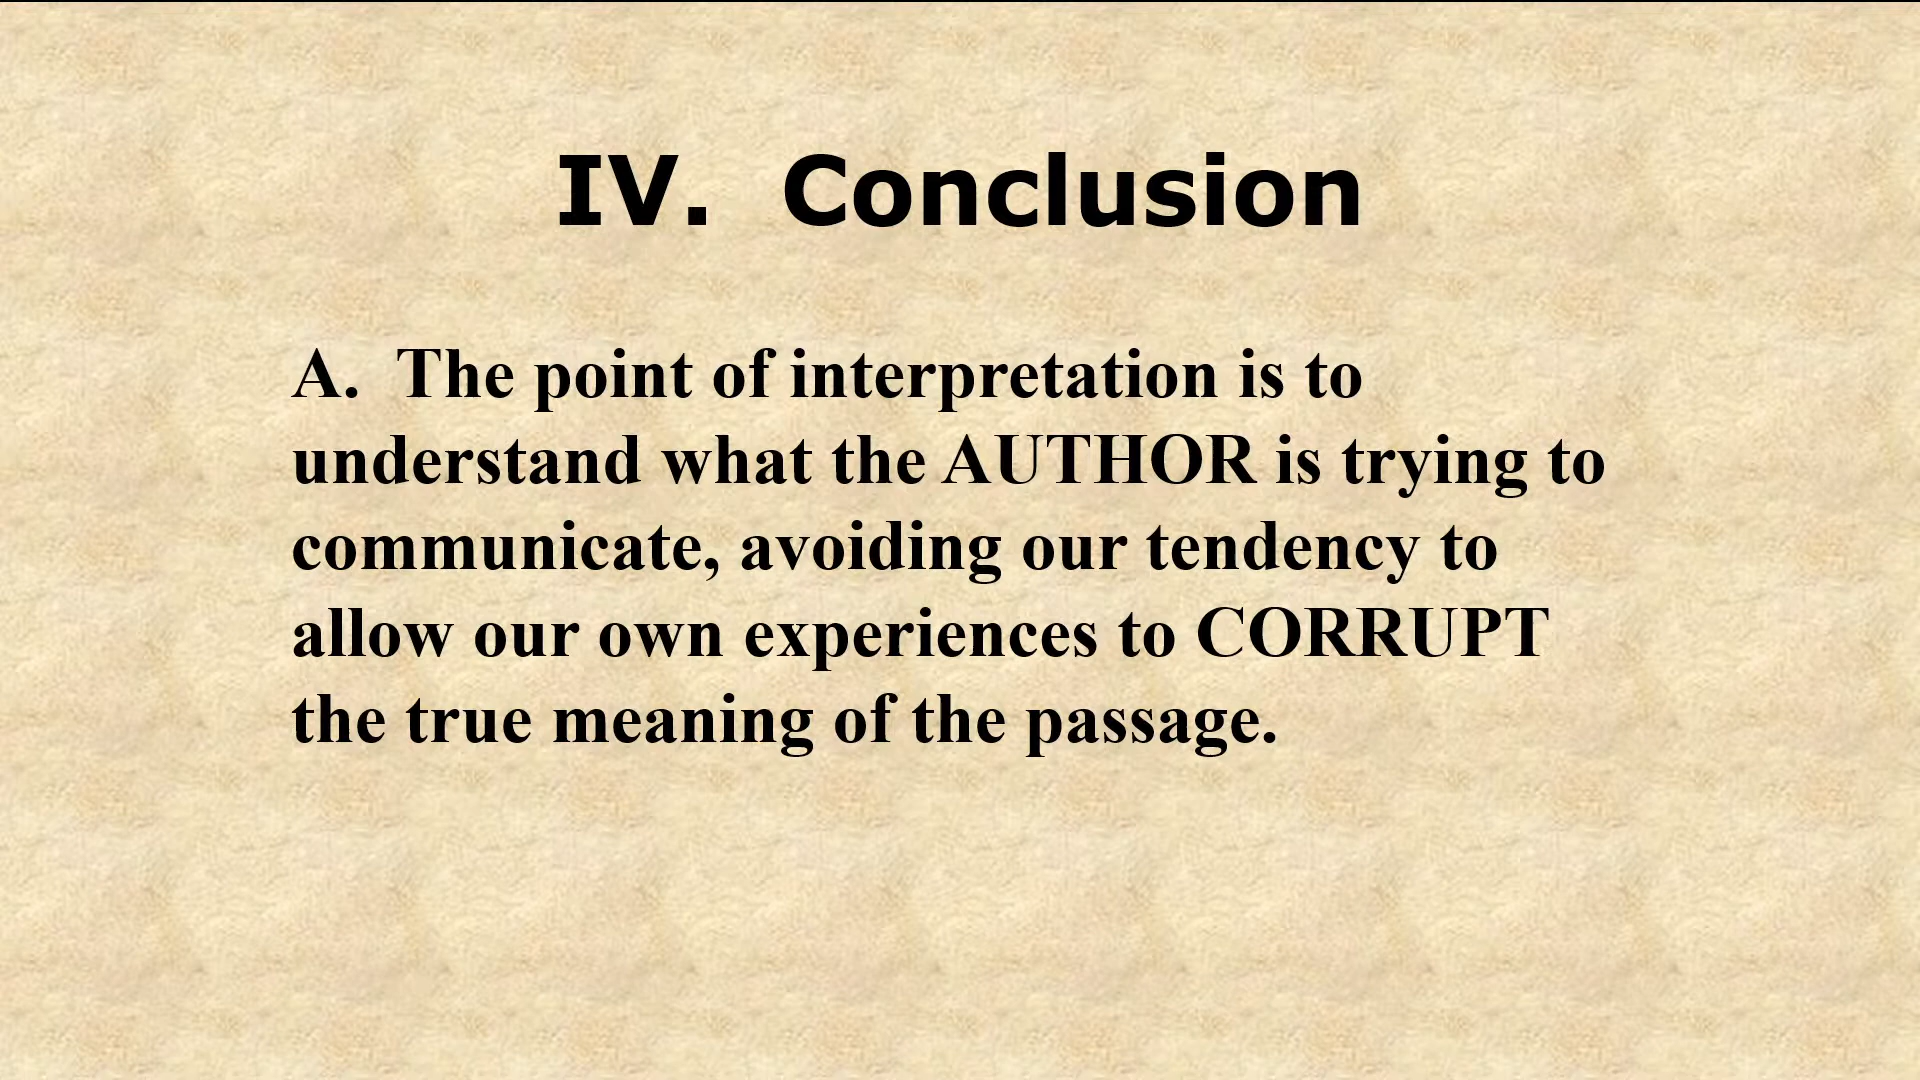 IV.  Conclusion
A.  The point of interpretation is to
understand what the AUTHOR is trying to
communicate, avoiding our tendency to
allow our own experiences to CORRUPT
the true meaning of the passage.